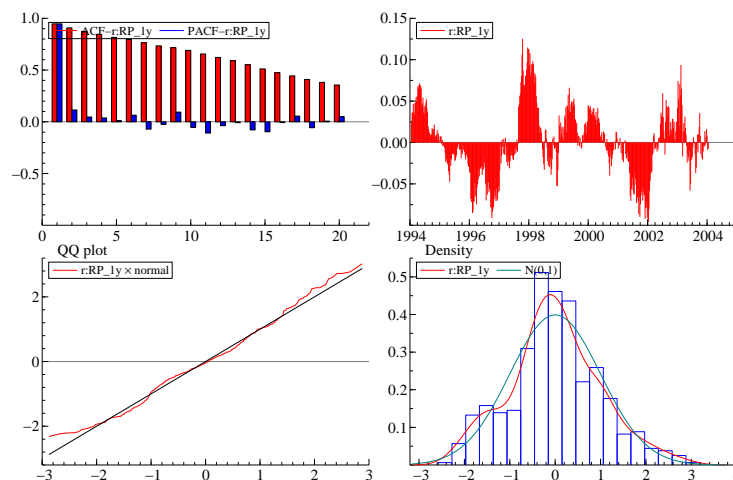 ACF-r:RP_1y PACF-r:RP_1y
1.0
0.5
0.0
-0.5
0 5 10 15 20
r:RP_1y
0.15
0.10
0.05
0.00
-0.05
1994 1996 1998 2000 2002 2004
QQ plot
r:RP_1y × normal
2
0
-2
-3 -2 -1 0 1 2 3
Density
r:RP_1y N(0,1)
0.5
0.4
0.3
0.2
0.1
-3 -2 -1 0 1 2 3